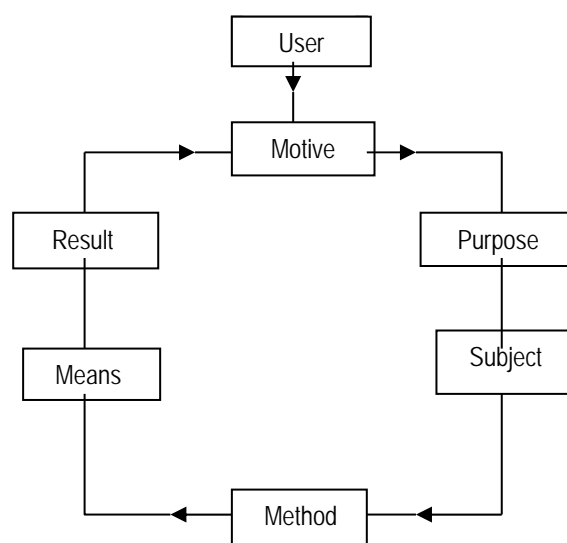 User
Motive
Result
Purpose
Means
Subject
Method